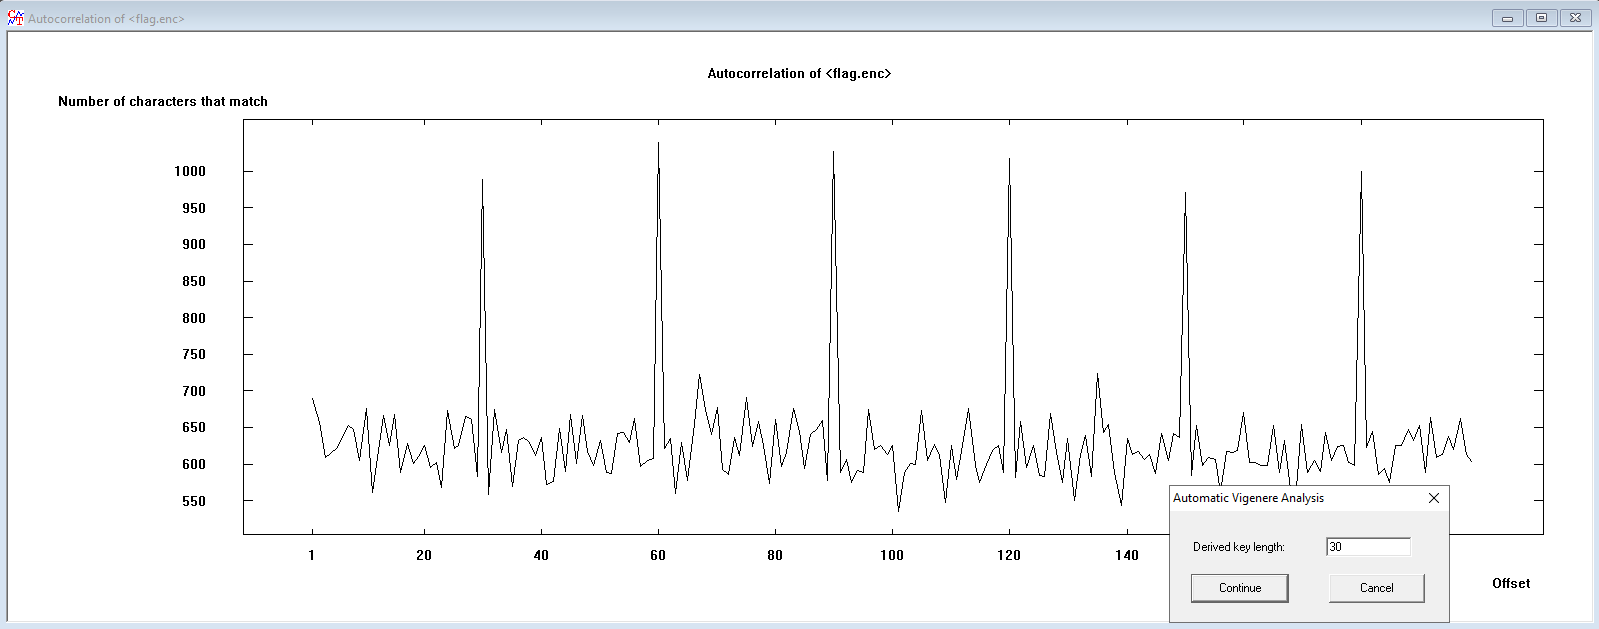 Autocorrelation of <flag.enc>
Autocorrelation of <flag.enc>
Number of characters that match
1000
950
900
850
800
750
700
650
600
550
1 20 40 60 80 100 120 140
Offset
Automatic Vigenere Analysis
Derived key length: 30
Continue Cancel